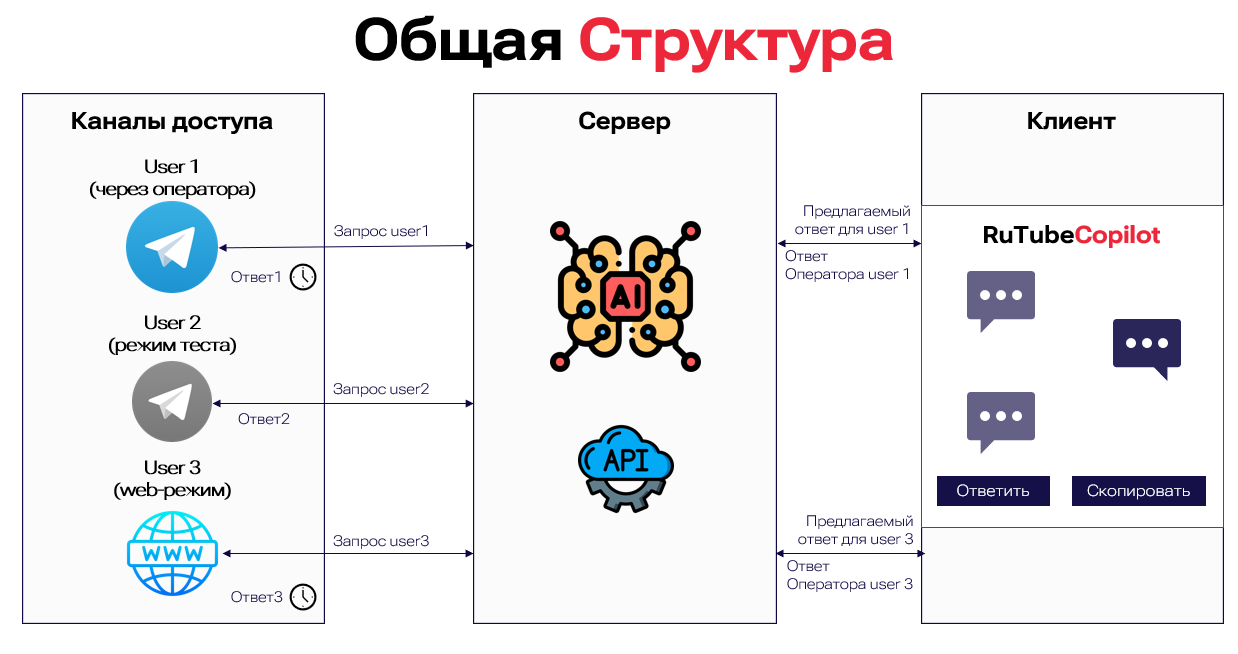 Общая Структура
Каналы доступа
User 1
(через оператора)
Запрос user1
Ответ1
User 2
(режим теста)
Запрос user2
Ответ2
User 3
(web-режим)
WWW
Запрос user3
Ответ3
Сервер
AI
API
Предлагаемый
ответ для user 1
Ответ
Оператора user 1
Предлагаемый
ответ для user 3
Ответ
Оператора user 3
Клиент
RuTubeCopilot
Ответить
Скопировать